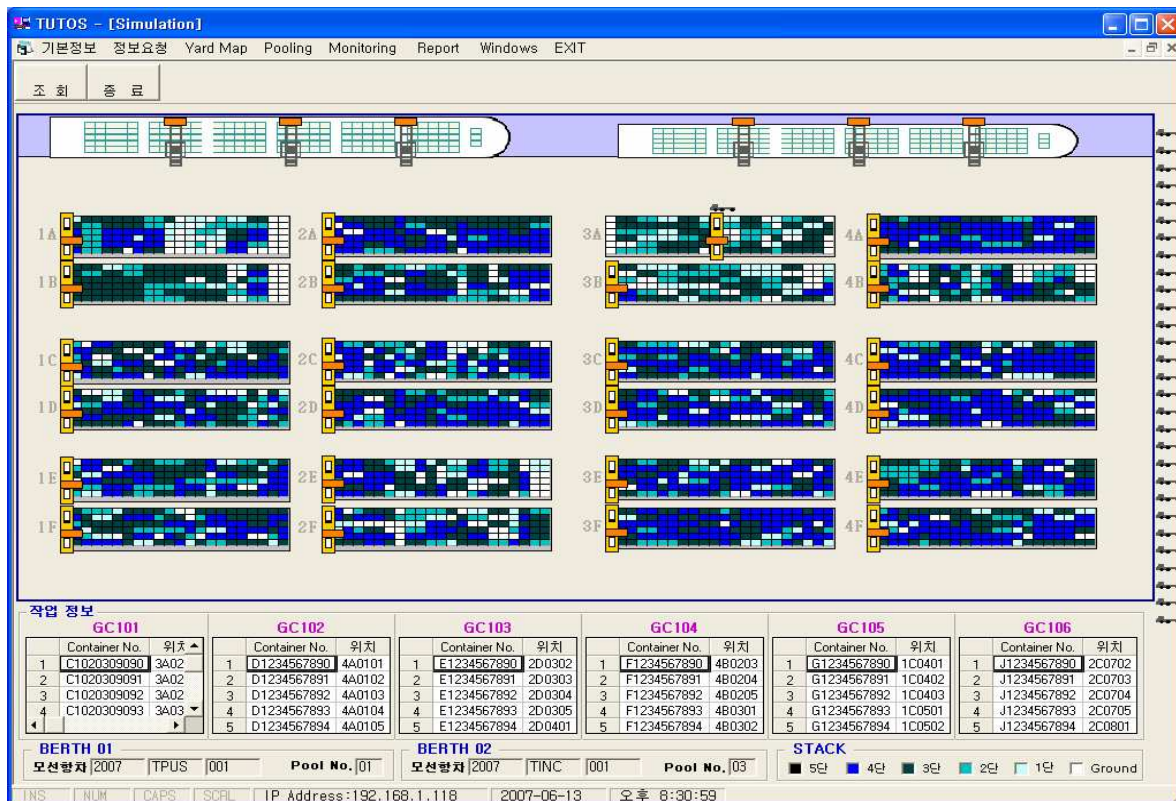 TUTOS - [Simulation]
기본정보 정보요청 Yard Map Pooling Monitoring Report Windows EXIT
조 회 종 료
1A 2A 3A 4A
1B 2B 3B 4B
1C 2C 3C 4C
1D 2D 3D 4D
1E 2E 3E 4E
1F 2F 3F 4F
작업 정보
GC101 GC102 GC103 GC104 GC105 GC106
Container No. Container No. 위치 Container No. 위치 Container No. 위치 Container No. 위치 Container No. 위치
1 C1020309090 3A02 1 D1234567890 4A0101 1 E1234567890 2D0302 1 F1234567890 4B0203 1 G1234567890 1C0401 1 J1234567890 2C0702
2 C1020309091 3A02 2 D1234567891 4A0102 2 E1234567891 2D0303 2 F1234567891 4B0204 2 G1234567891 1C0402 2 J1234567891 2C0703
3 C1020309092 3A02 3 D1234567892 4A0103 3 E1234567892 2D0304 3 F1234567892 4B0205 3 G1234567892 1C0403 3 J1234567892 2C0704
4 C1020309093 3A03 4 D1234567893 4A0104 4 E1234567893 2D0305 4 F1234567893 4B0301 4 G1234567893 1C0501 4 J1234567893 2C0705
5 D1234567894 4A0105 5 E1234567894 2D0401 5 F1234567894 4B0302 5 G1234567894 1C0502 5 J1234567894 2C0801
BERTH 01 BERTH 02 STACK
모선항차 2007 TPUS 001 Pool No. 01 모선항차 2007 TINC 001 Pool No. 03 5단 4단 3단 2단 1단 Ground
INS NUM CAPS SCRL IP Address:192.168.1.118 2007-06-13 오후 8:30:59